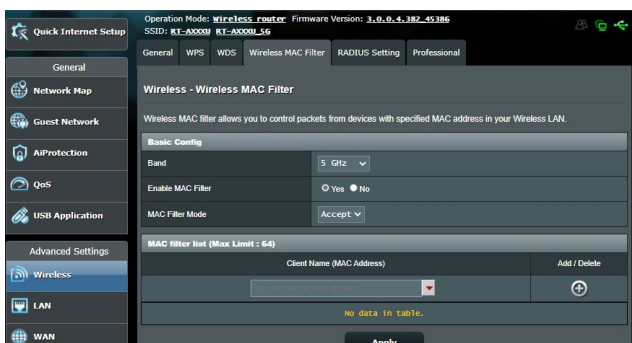 Operation Mode: Wireless router Firmware Version: 3.0.0.4.382_45386
SSID: RT-AXXXU RT-AXXXU_5G
Quick Internet Setup
General WPS WDS Wireless MAC Filter RADIUS Setting Professional
General
Network Map
Guest Network
AiProtection
QoS
USB Application
Advanced Settings
Wireless
LAN
WAN
Wireless - Wireless MAC Filter
Wireless MAC filter allows you to control packets from devices with specified MAC address in your Wireless LAN.
Basic Config
Band 5 GHz
Enable MAC Filter Yes No
MAC Filter Mode Accept
MAC filter list (Max Limit : 64)
Client Name (MAC Address) Add / Delete
No data in table.
Apply